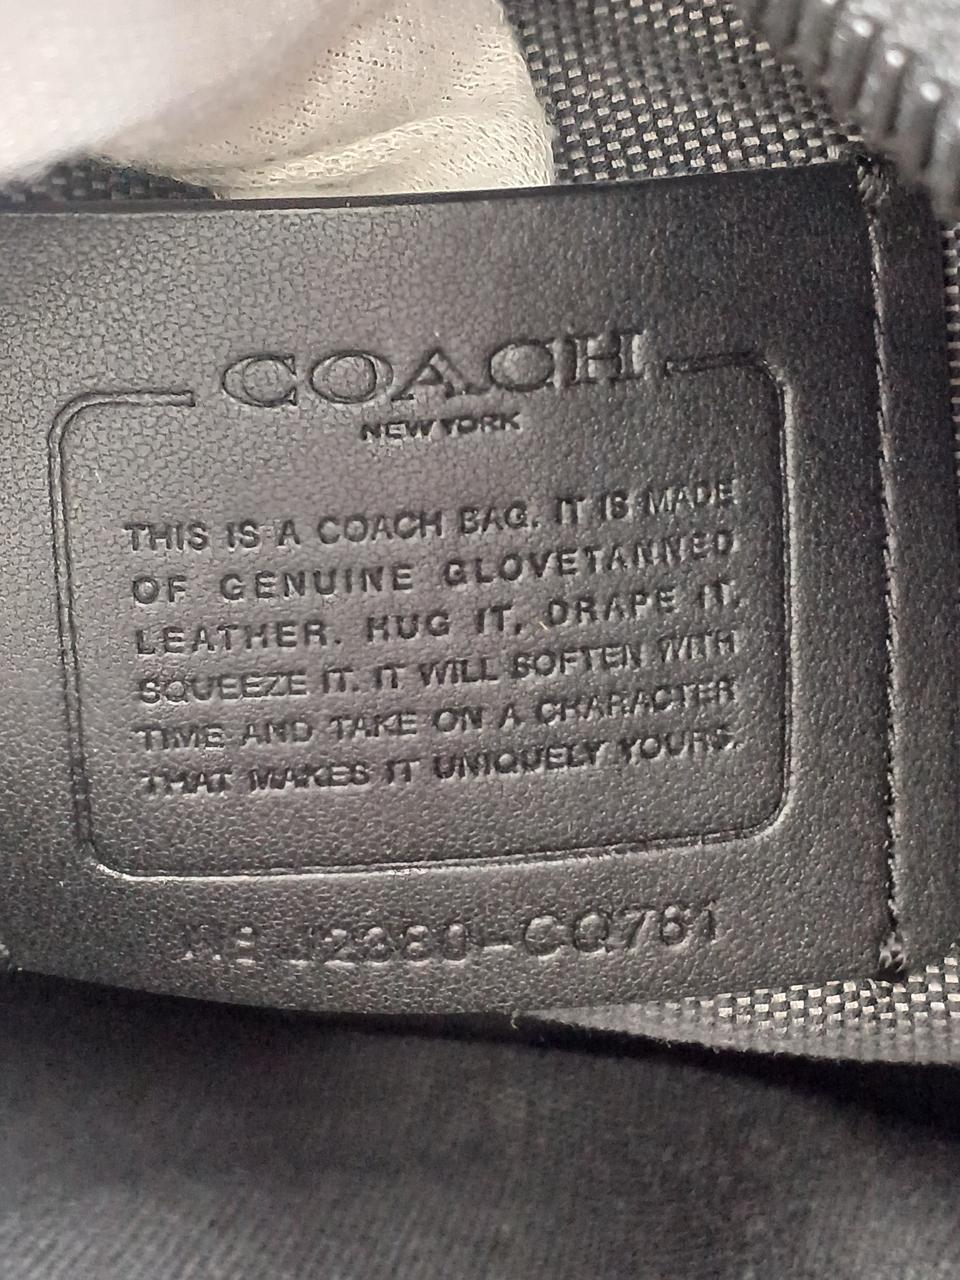 COACH
NEW YORK
THIS IS A COACH BAG. IT IS MADE
OF GENUINE GLOVETANNED
LEATHER. HUG IT, DRAPE IT,
SQUEEZE IT. IT WILL SOFTEN WITH
TIME AND TAKE ON A CHARACTER
THAT MAKES IT UNIQUELY YOURS.